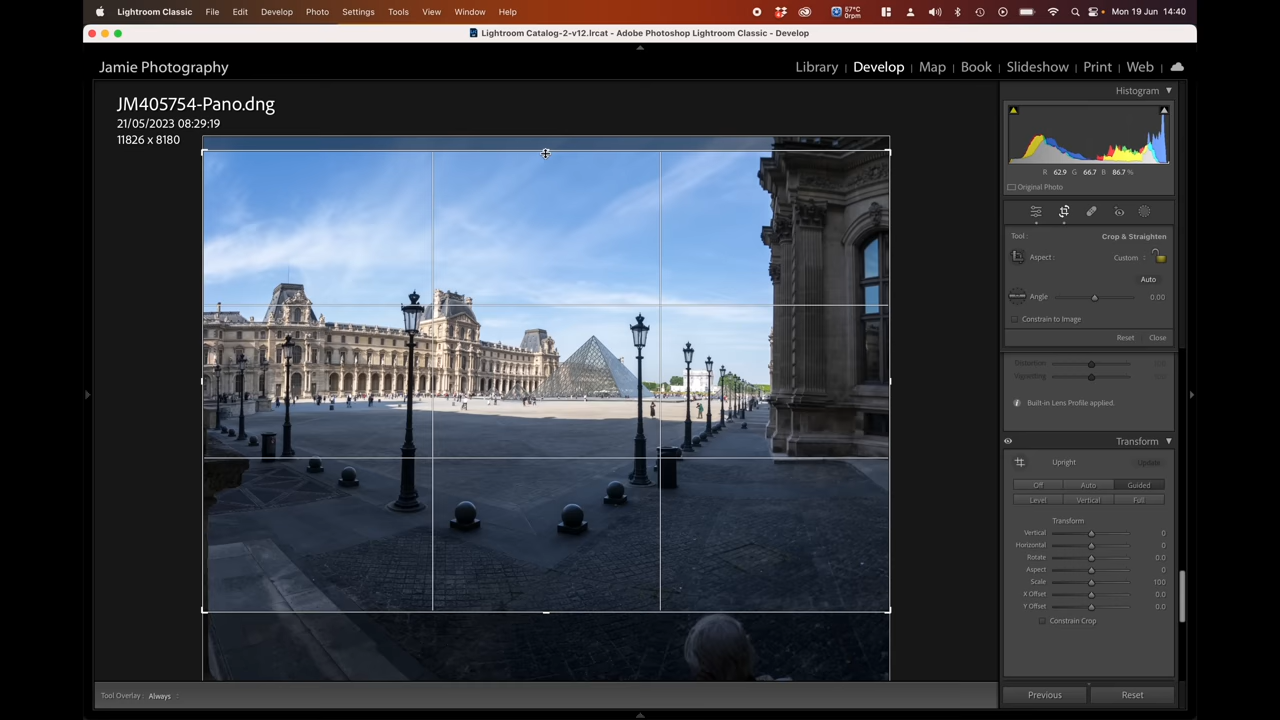 Lightroom Classic File Edit Develop Photo Settings Tools View Window Help 57°C 0rpm Mon 19 Jun 14:40
Lightroom Catalog-2-v12.lrcat - Adobe Photoshop Lightroom Classic - Develop
Jamie Photography Library | Develop | Map | Book | Slideshow | Print | Web
JM405754-Pano.dng
21/05/2023 08:29:19
11826 x 8180
Histogram
R 62.9 G 66.7 B 86.7 %
Original Photo
Tool : Crop & Straighten
Aspect : Custom
Auto
Angle 0.00
Constrain to Image
Reset Close
Distortion
Vignetting
Built-in Lens Profile applied.
Transform
Upright Update
Off Auto Guided
Level Vertical Full
Transform
Vertical 0
Horizontal 0
Rotate 0.0
Aspect 0
Scale 100
X Offset 0.0
Y Offset 0.0
Constrain Crop
Tool Overlay : Always
Previous Reset